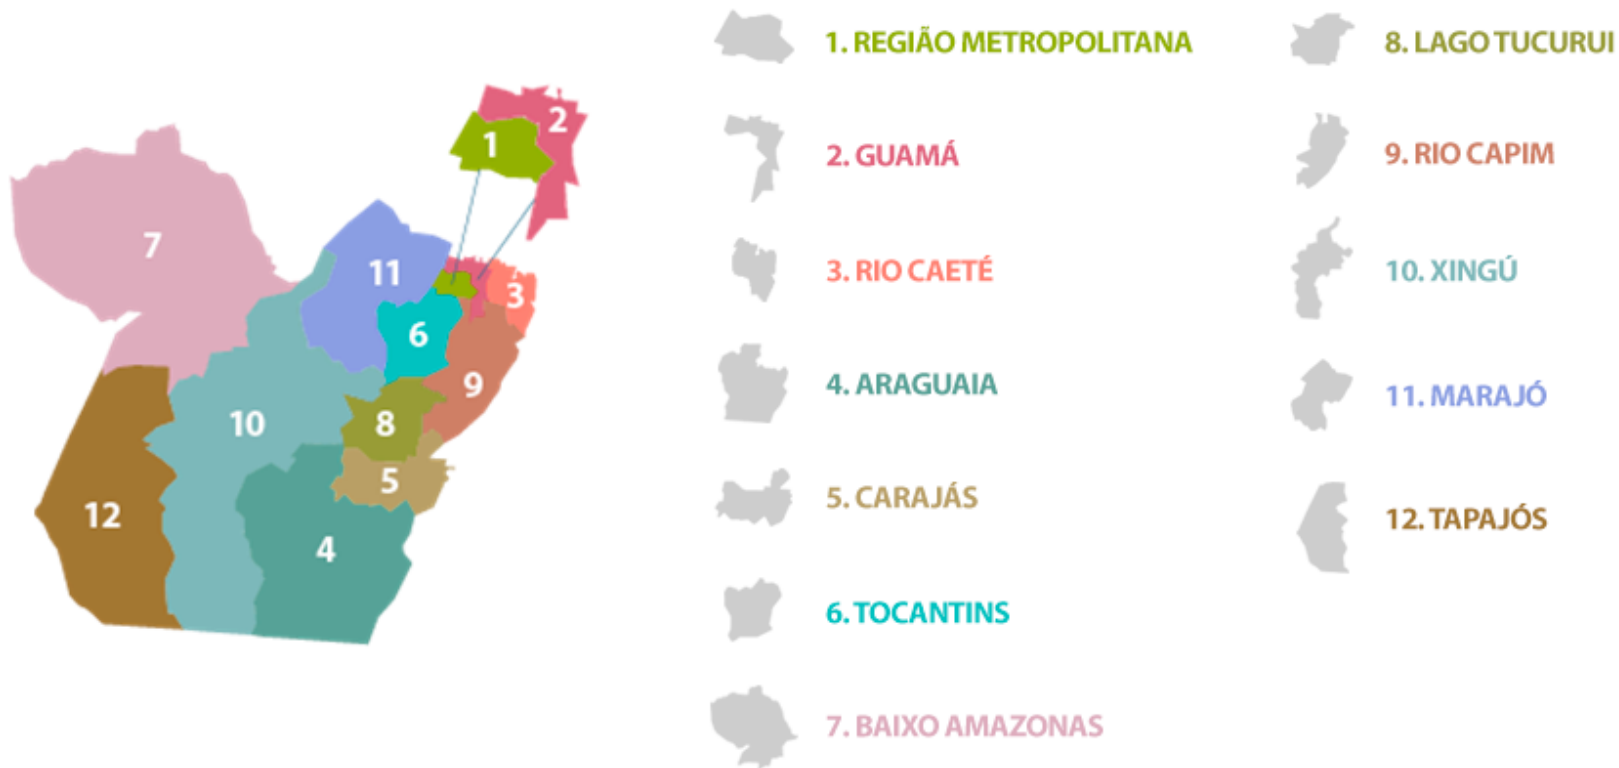 1
2
7
11
3
6
9
10
8
5
12
4
1. REGIÃO METROPOLITANA
2. GUAMÁ
3. RIO CAETÉ
4. ARAGUAIA
5. CARAJÁS
6. TOCANTINS
7. BAIXO AMAZONAS
8. LAGO TUCURUI
9. RIO CAPIM
10. XINGÚ
11. MARAJÓ
12. TAPAJÓS